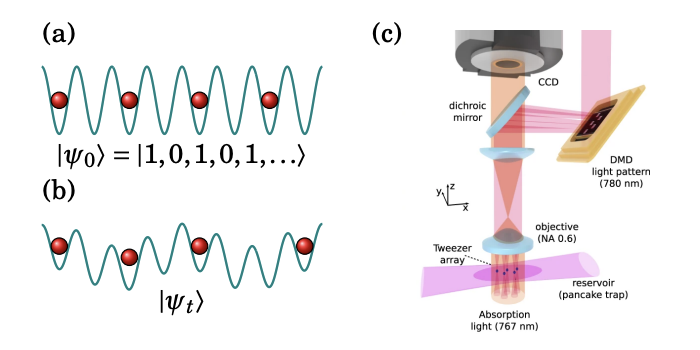 (a)
|ψ₀⟩ = |1, 0, 1, 0, 1, ...⟩
(b)
|ψₜ⟩
(c)
CCD
dichroic
mirror
DMD
light pattern
(780 nm)
y z
x
objective
(NA 0.6)
Tweezer
array
reservoir
(pancake trap)
Absorption
light (767 nm)